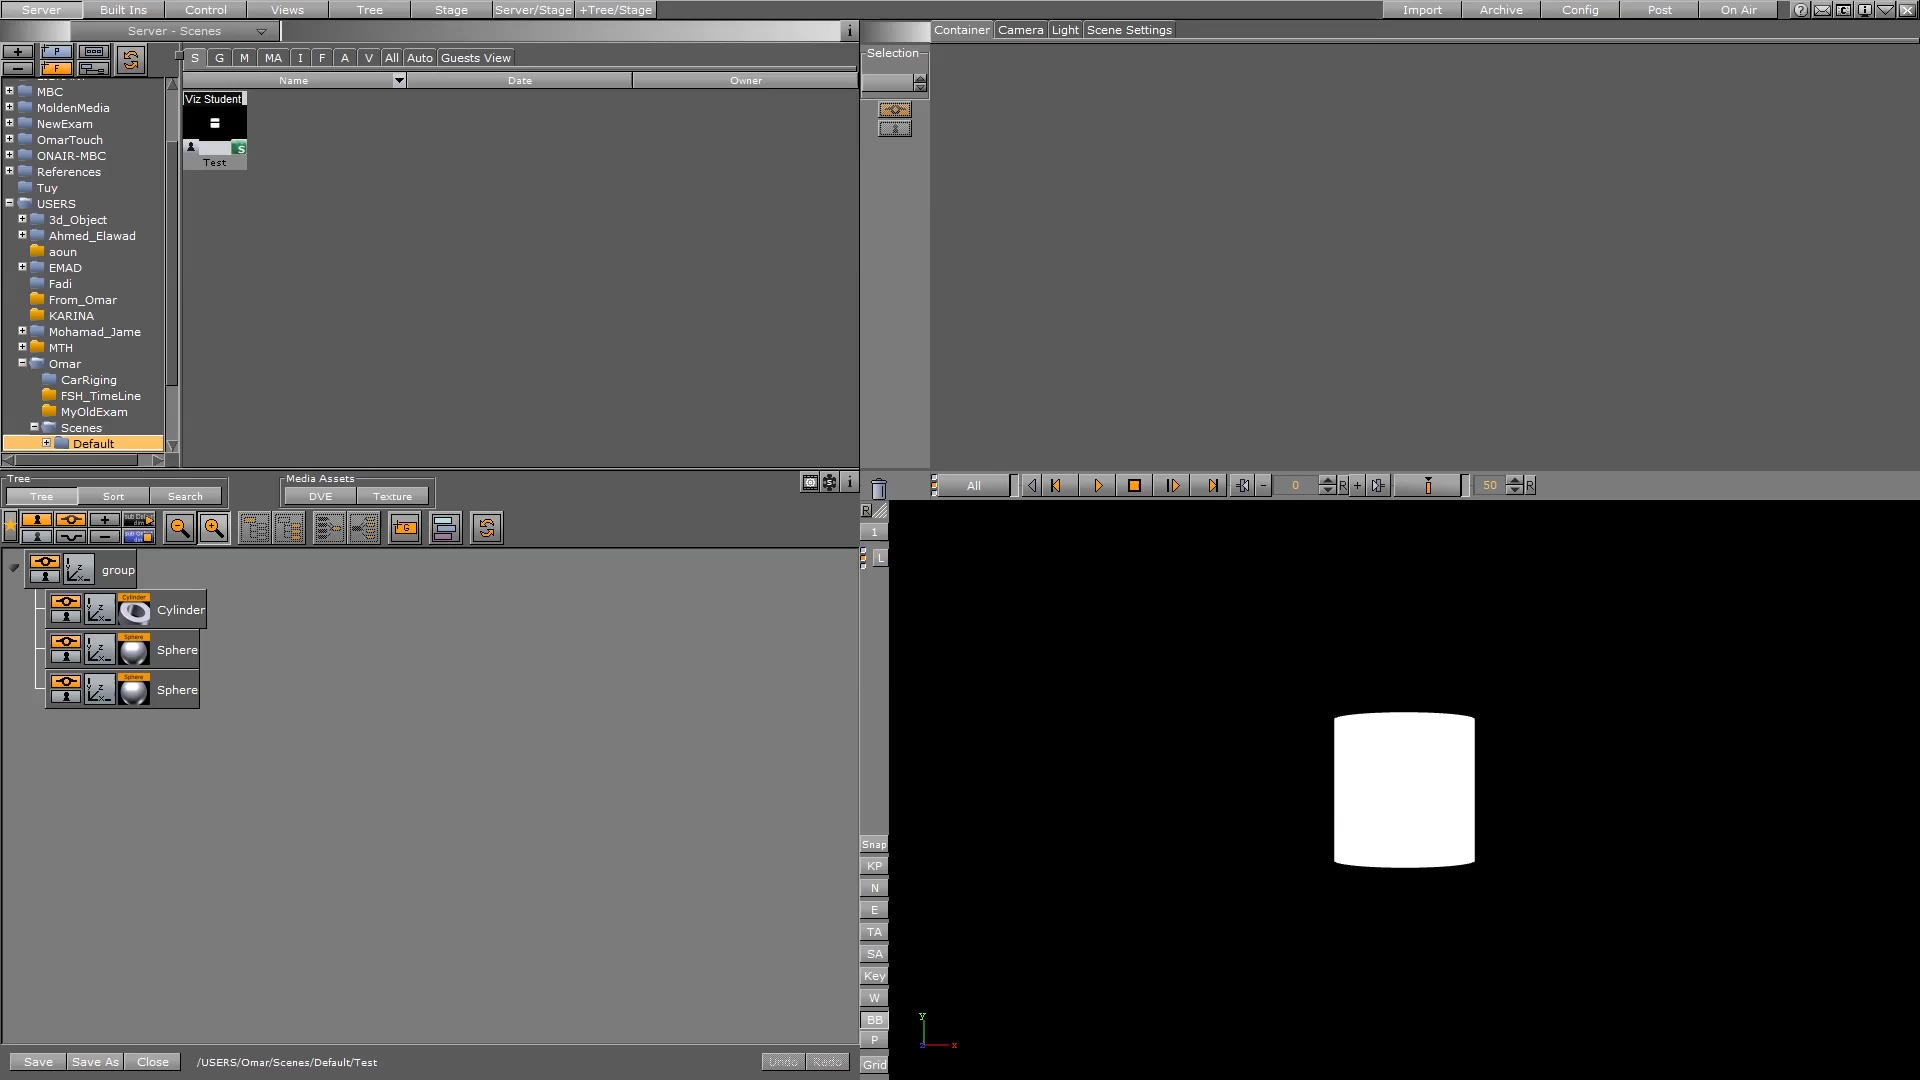 Server Built Ins Control Views Tree Stage Server/Stage +Tree/Stage Import Archive Config Post On Air
Server - Scenes
Container Camera Light Scene Settings
S G M MA I F A V All Auto Guests View
Selection
Name Date Owner
Viz Student
S
Test
MBC
MoldenMedia
NewExam
OmarTouch
ONAIR-MBC
References
Tuy
USERS
3d_Object
Ahmed_Elawad
aoun
EMAD
Fadi
From_Omar
KARINA
Mohamad_Jame
MTH
Omar
CarRiging
FSH_TimeLine
MyOldExam
Scenes
Default
Tree
Tree Sort Search
Media Assets
DVE Texture
All 0 R 50 R
R
1
L
group
Cylinder Cylinder
Sphere Sphere
Sphere Sphere
Snap
KP
N
E
TA
SA
Key
W
BB
P
Grid
y
z x
Save Save As Close /USERS/Omar/Scenes/Default/Test Undo Redo